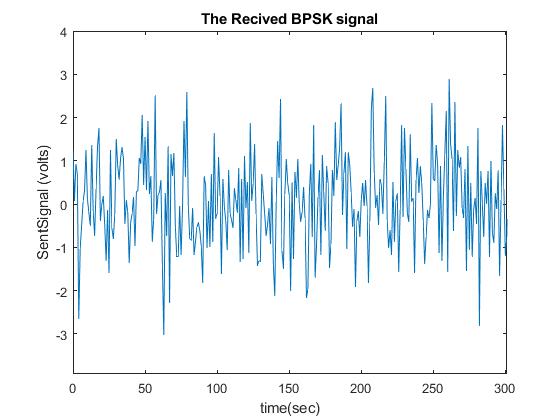 The Recived BPSK signal
SentSignal (volts)
4
3
2
1
0
-1
-2
-3
0 50 100 150 200 250 300
time(sec)